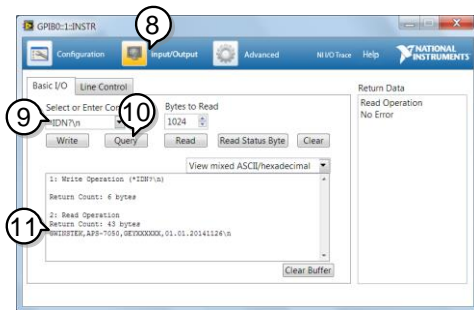 GPIB0::1::INSTR
8
Configuration
Input/Output
Advanced
NI I/O Trace
Help
NATIONAL
INSTRUMENTS
Basic I/O
Line Control
Return Data
Select or Enter Co
Bytes to Read
Read Operation
No Error
9
*IDN?\n
10
1024
Write
Query
Read
Read Status Byte
Clear
View mixed ASCII/hexadecimal
1: Write Operation (*IDN?\n)
Return Count: 6 bytes
2: Read Operation
Return Count: 43 bytes
11
GWINSTEK,APS-7050,GEYXXXXXX,01.01.20141126\n
Clear Buffer